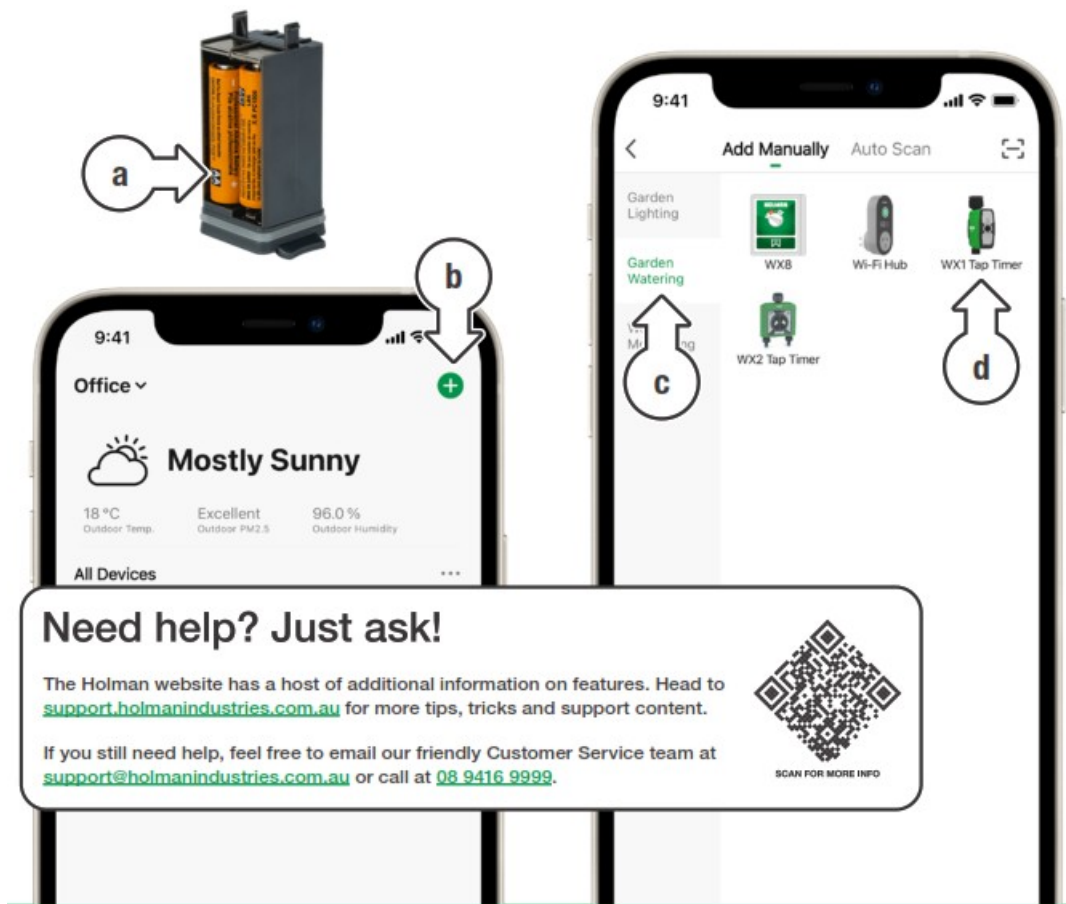 a
b
9:41
Office
Mostly Sunny
18 °C
Excellent
96.0 %
Outdoor Temp.
Outdoor PM2.5
Outdoor Humidity
All Devices
9:41
Add Manually
Auto Scan
Garden
Lighting
Garden
Watering
WX8
Wi-Fi Hub
WX1 Tap Timer
WX2 Tap Timer
c
d
Need help? Just ask!
The Holman website has a host of additional information on features. Head to
support.holmanindustries.com.au for more tips, tricks and support content.
If you still need help, feel free to email our friendly Customer Service team at
support@holmanindustries.com.au or call at 08 9416 9999.
SCAN FOR MORE INFO